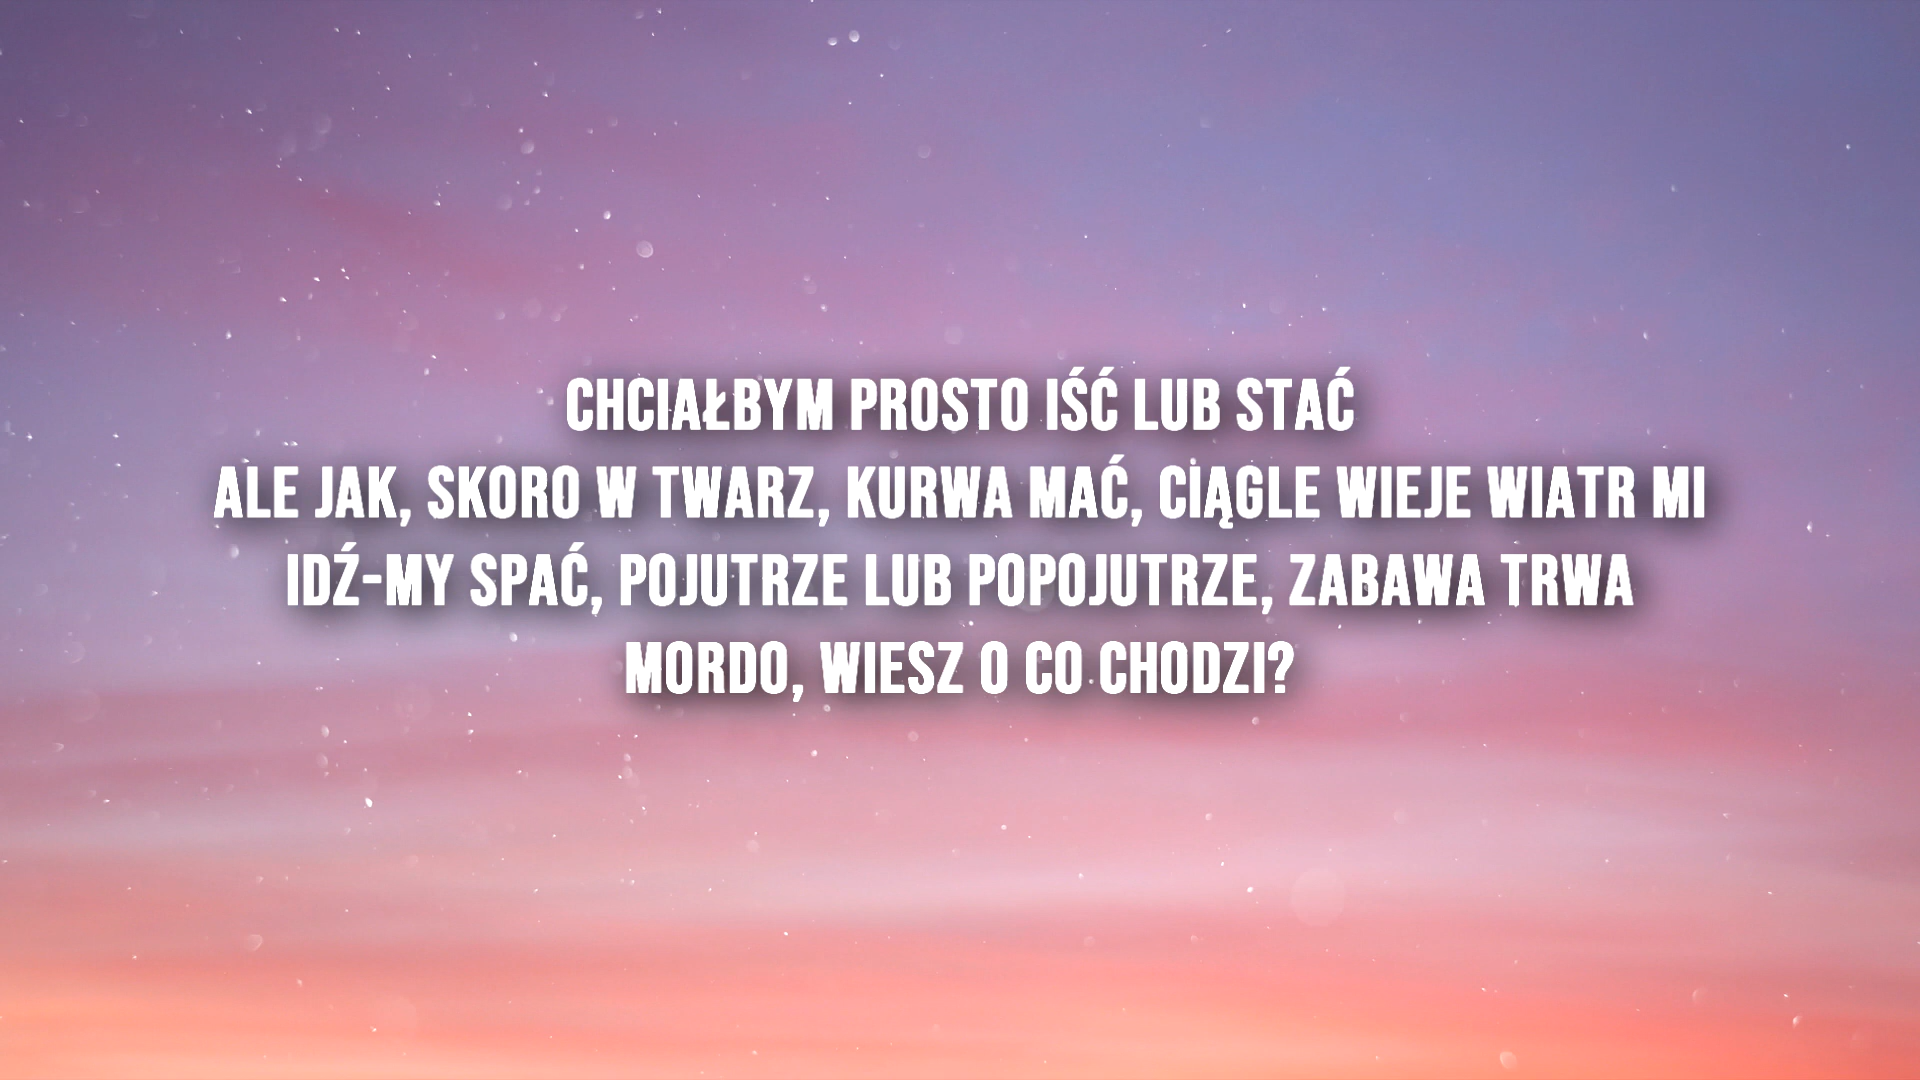 CHCIAŁBYM PROSTO IŚĆ LUB STAĆ
ALE JAK, SKORO W TWARZ, KURWA MAĆ, CIĄGLE WIEJE WIATR MI
IDŹ-MY SPAĆ, POJUTRZE LUB POPOJUTRZE, ZABAWA TRWA
MORDO, WIESZ O CO CHODZI?